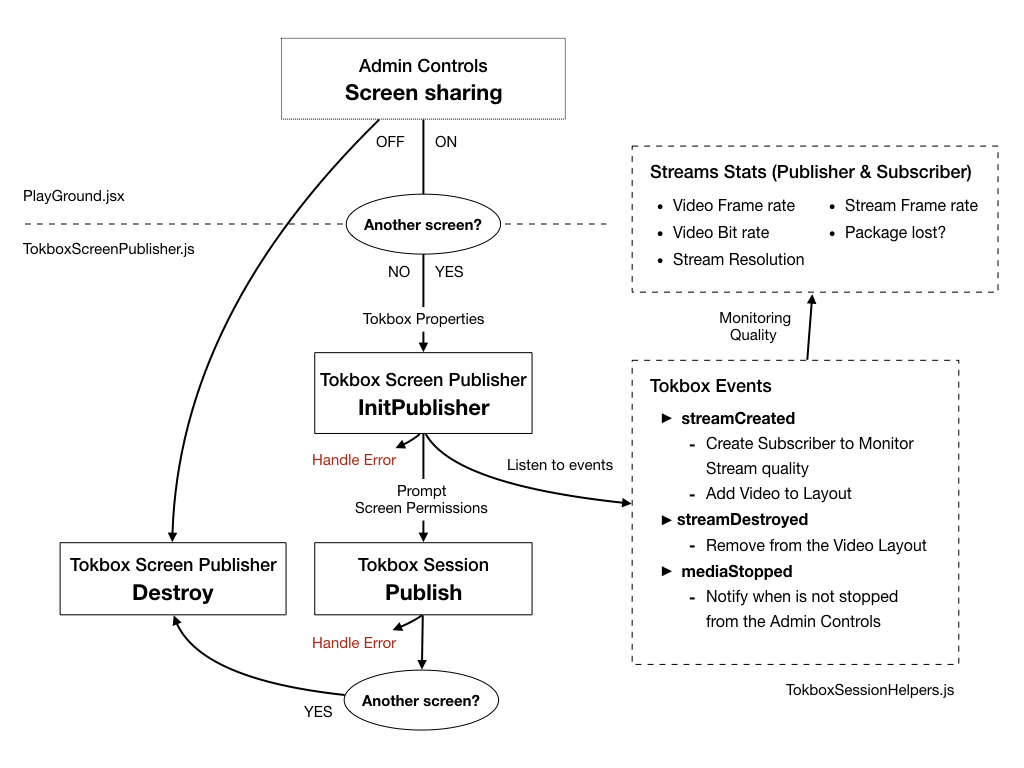 Admin Controls
Screen sharing
OFF
ON
PlayGround.jsx
Another screen?
TokboxScreenPublisher.js
NO
YES
Tokbox Properties
Tokbox Screen Publisher
InitPublisher
Handle Error
Listen to events
Prompt
Screen Permissions
Tokbox Screen Publisher
Destroy
Tokbox Session
Publish
Handle Error
Another screen?
YES
Streams Stats (Publisher & Subscriber)
• Video Frame rate
• Video Bit rate
• Stream Resolution
• Stream Frame rate
• Package lost?
Monitoring
Quality
Tokbox Events
► streamCreated
- Create Subscriber to Monitor
Stream quality
- Add Video to Layout
► streamDestroyed
- Remove from the Video Layout
► mediaStopped
- Notify when is not stopped
from the Admin Controls
TokboxSessionHelpers.js